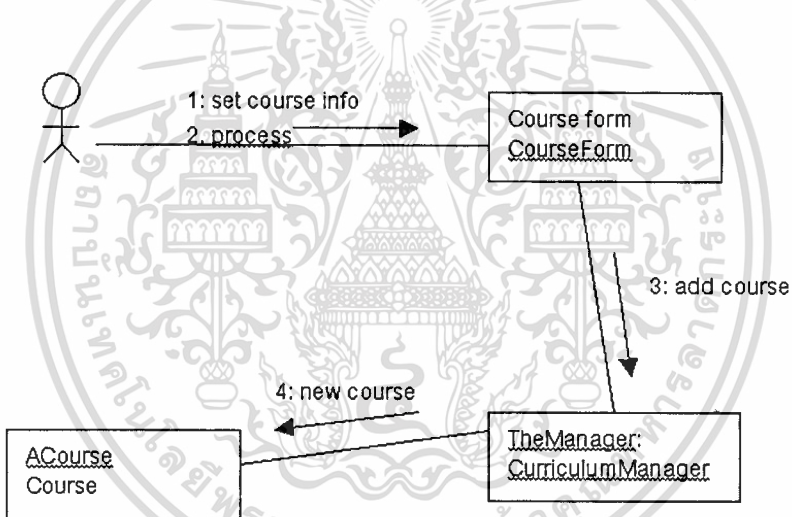 1: set course info
2. process
Course form
CourseForm
3: add course
4: new course
TheManager:
CurriculumManager
ACourse
Course